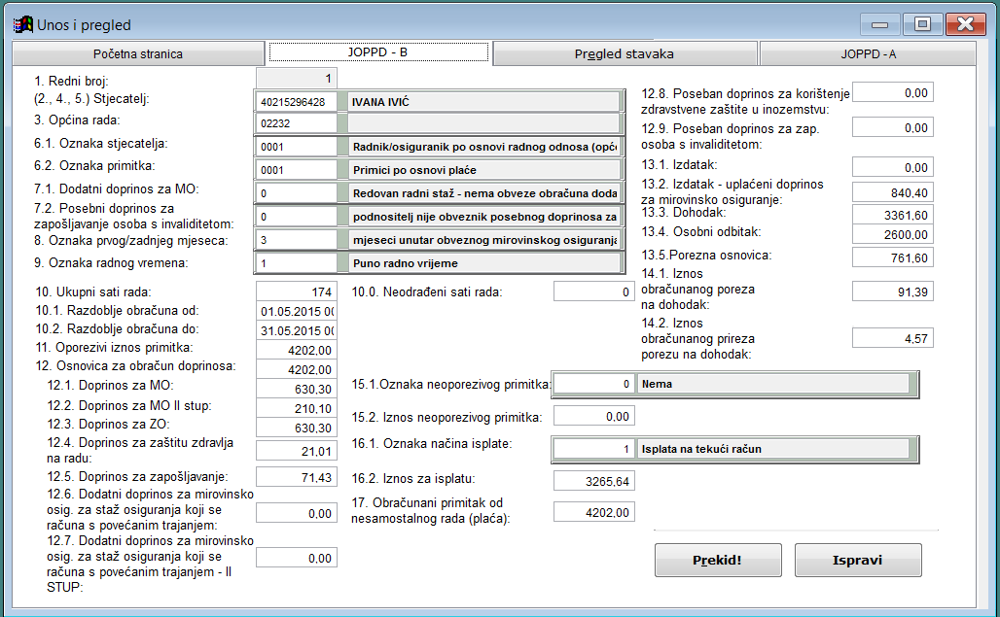 Unos i pregled
Početna stranica
JOPPD - B
Pregled stavaka
JOPPD - A
1. Redni broj:
1
(2., 4., 5.) Stjecatelj:
40215296428
IVANA IVIĆ
3. Općina rada:
02232
6.1. Oznaka stjecatelja:
0001
Radnik/osiguranik po osnovi radnog odnosa (opć
6.2. Oznaka primitka:
0001
Primici po osnovi plaće
7.1. Dodatni doprinos za MO:
0
Redovan radni staž - nema obveze obračuna doda
7.2. Posebni doprinos za
zapošljavanje osoba s invaliditetom:
0
podnositelj nije obveznik posebnog doprinosa za
8. Oznaka prvog/zadnjeg mjeseca:
3
mjeseci unutar obveznog mirovinskog osiguranja
9. Oznaka radnog vremena:
1
Puno radno vrijeme
10. Ukupni sati rada:
174
10.1. Razdoblje obračuna od:
01.05.2015 0(
10.2. Razdoblje obračuna do:
31.05.2015 0(
11. Oporezivi iznos primitka:
4202,00
12. Osnovica za obračun doprinosa:
4202,00
12.1. Doprinos za MO:
630,30
12.2. Doprinos za MO II stup:
210,10
12.3. Doprinos za ZO:
630,30
12.4. Doprinos za zaštitu zdravlja
na radu:
21,01
12.5. Doprinos za zapošljavanje:
71,43
12.6. Dodatni doprinos za mirovinsko
osig. za staž osiguranja koji se
računa s povećanim trajanjem:
0,00
12.7. Dodatni doprinos za mirovinsko
osig. za staž osiguranja koji se
računa s povećanim trajanjem - II
STUP:
0,00
10.0. Neodrađeni sati rada:
0
15.1.Oznaka neoporezivog primitka:
0
Nema
15.2. Iznos neoporezivog primitka:
0,00
16.1. Oznaka načina isplate:
1
Isplata na tekući račun
16.2. Iznos za isplatu:
3265,64
17. Obračunani primitak od
nesamostalnog rada (plaća):
4202,00
12.8. Poseban doprinos za korištenje
zdravstvene zaštite u inozemstvu:
0,00
12.9. Poseban doprinos za zap.
osoba s invaliditetom:
0,00
13.1. Izdatak:
0,00
13.2. Izdatak - uplaćeni doprinos
za mirovinsko osiguranje:
840,40
13.3. Dohodak:
3361,60
13.4. Osobni odbitak:
2600,00
13.5.Porezna osnovica:
761,60
14.1. Iznos
obračunanog poreza
na dohodak:
91,39
14.2. Iznos
obračunanog prireza
porezu na dohodak:
4,57
Prekid!
Ispravi